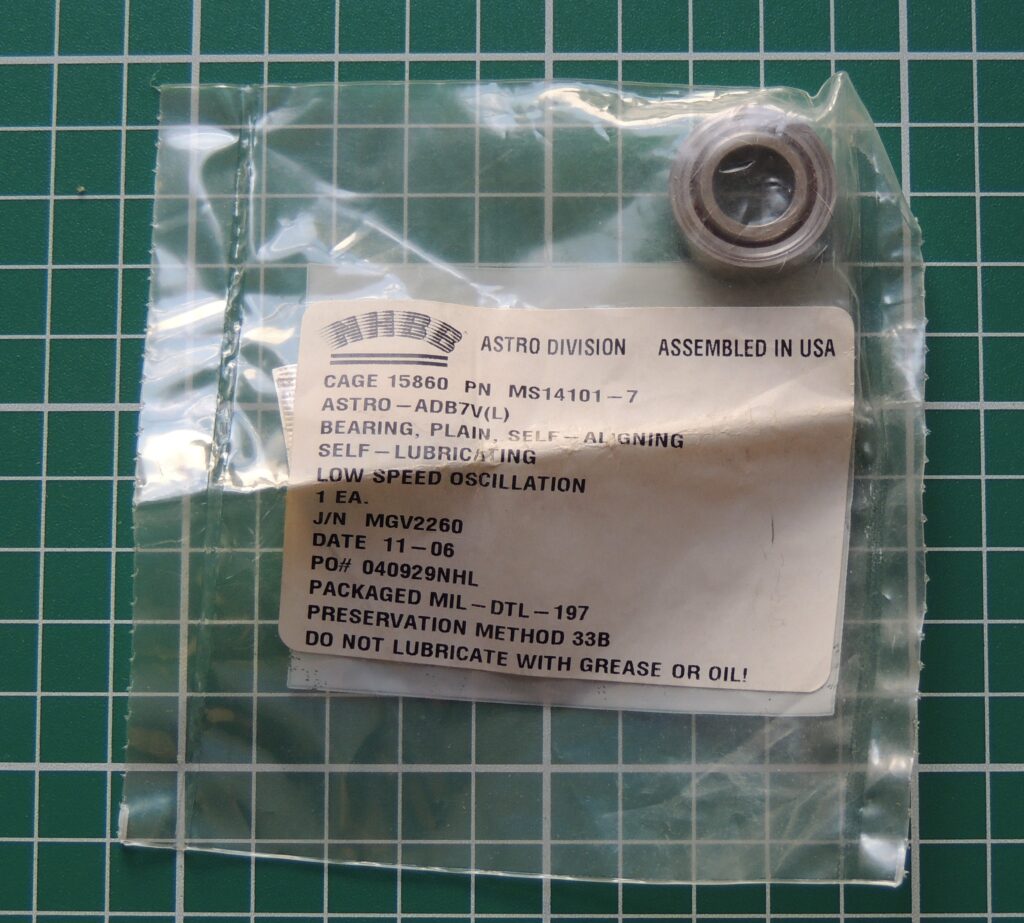 NHBB ASTRO DIVISION ASSEMBLED IN USA
CAGE 15860 PN MS14101-7
ASTRO-ADB7V(L)
BEARING, PLAIN, SELF-ALIGNING
SELF-LUBRICATING
LOW SPEED OSCILLATION
1 EA.
J/N MGV2260
DATE 11-06
PO# 040929NHL
PACKAGED MIL-DTL-197
PRESERVATION METHOD 33B
DO NOT LUBRICATE WITH GREASE OR OIL!